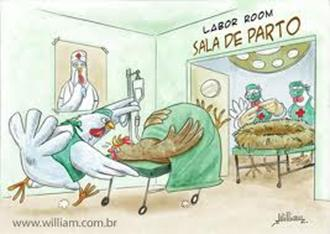 LABOR ROOM
SALA DE PARTO
www.william.com.br
William